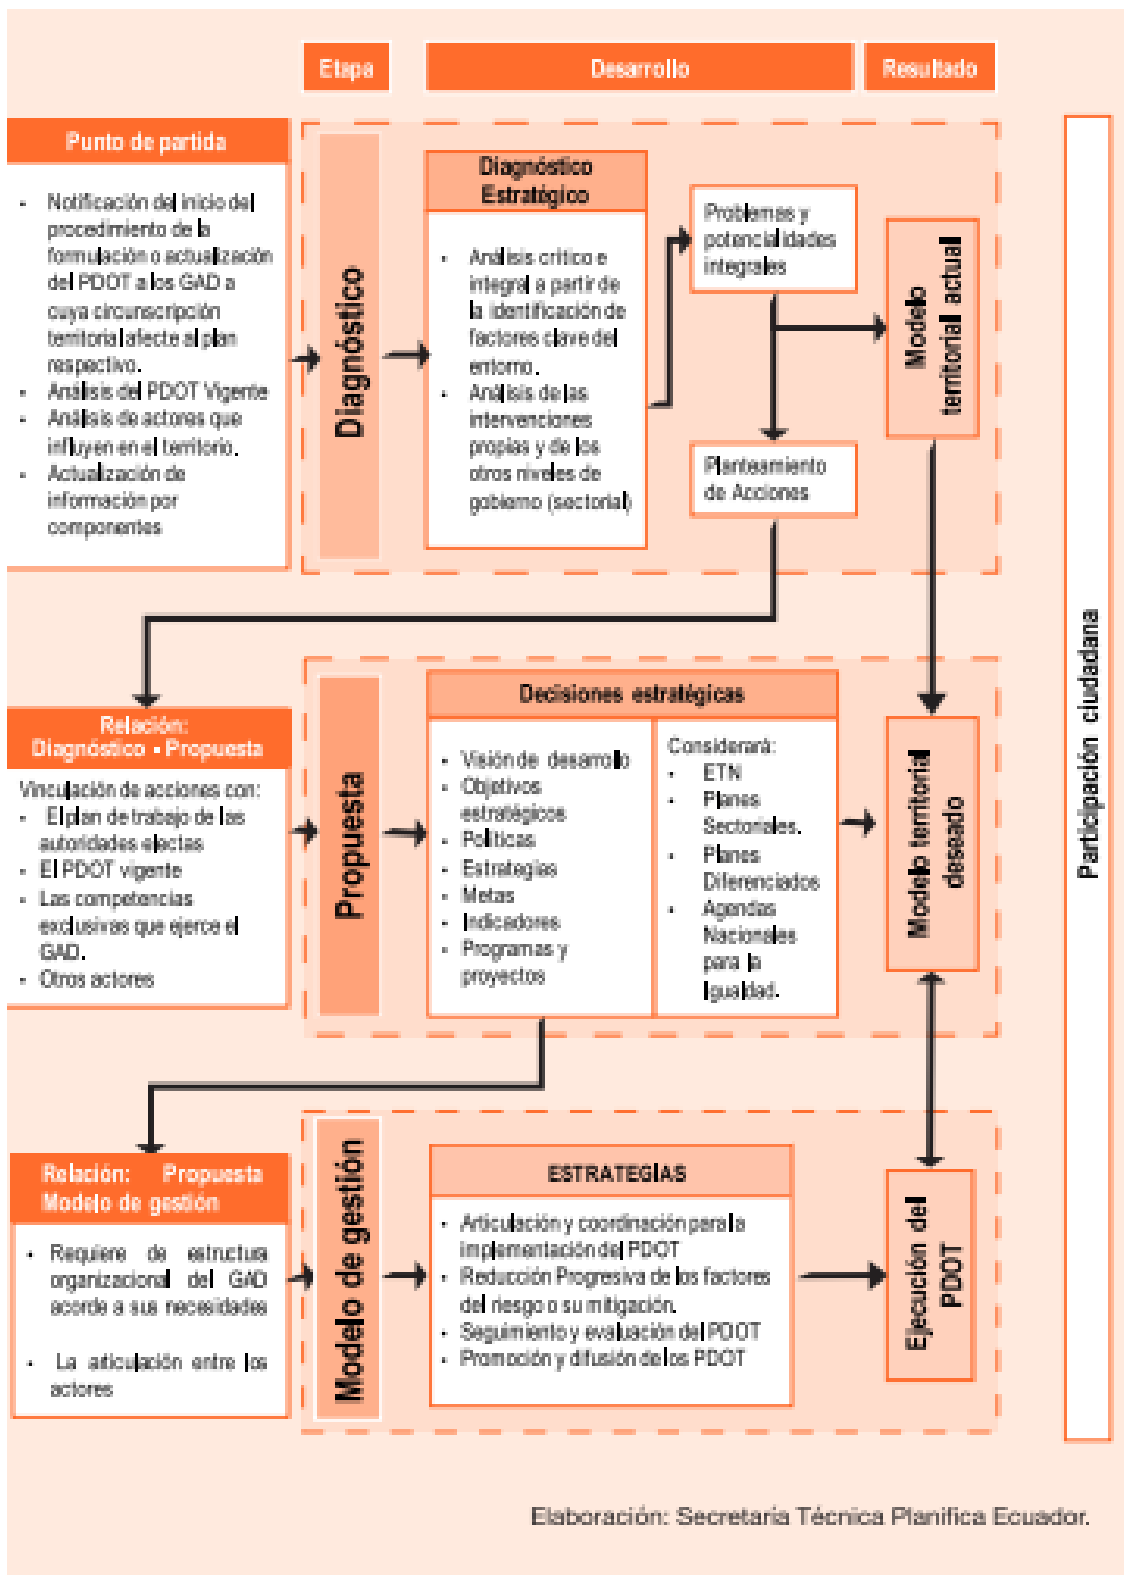 Etapa
Desarrollo
Resultado
Punto de partida
• Notificación del inicio del
procedimiento de la
formulación o actualización
del PDOT a los GAD a
cuya circunscripción
territorial afecte al plan
respectivo.
• Análisis del PDOT Vigente
• Análisis de actores que
influyen en el territorio.
• Actualización de
información por
componentes
Diagnóstico
Diagnóstico
Estratégico
• Análisis crítico e
integral a partir de
la identificación de
factores clave del
entorno.
• Análisis de las
intervenciones
propias y de los
otros niveles de
gobierno (sectorial)
Problemas y
potencialidades
integrales
Planteamiento
de Acciones
Modelo
territorial actual
Relación:
Diagnóstico - Propuesta
Vinculación de acciones con:
• El plan de trabajo de las
autoridades electas
• El PDOT vigente
• Las competencias
exclusivas que ejerce el
GAD.
• Otros actores
Propuesta
Decisiones estratégicas
• Visión de desarrollo
• Objetivos
estratégicos
• Políticas
• Estrategias
• Metas
• Indicadores
• Programas y
proyectos
Considerará:
• ETN
• Planes
Sectoriales.
• Planes
Diferenciados
• Agendas
Nacionales
para la
Igualdad.
Modelo territorial
deseado
Relación: Propuesta
Modelo de gestión
• Requiere de estructura
organizacional del GAD
acorde a sus necesidades
• La articulación entre los
actores
Modelo de gestión
ESTRATEGÍAS
• Articulación y coordinación para la
implementación del PDOT
• Reducción Progresiva de los factores
del riesgo o su mitigación.
• Seguimiento y evaluación del PDOT
• Promoción y difusión de los PDOT
Ejecución del
PDOT
Participación ciudadana
Elaboración: Secretaría Técnica Planifica Ecuador.